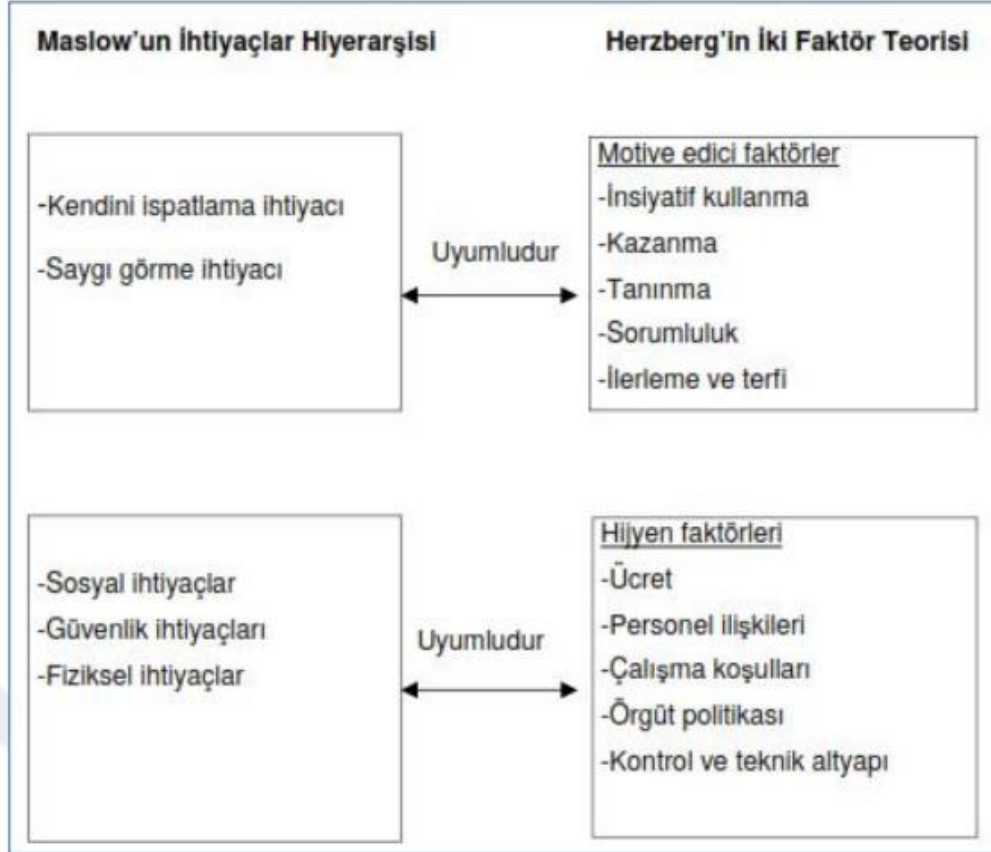 Maslow'un İhtiyaçlar Hiyerarşisi
Herzberg'in İki Faktör Teorisi
-Kendini ispatlama ihtiyacı
-Saygı görme ihtiyacı
Uyumludur
Motive edici faktörler
-İnsiyatif kullanma
-Kazanma
-Tanınma
-Sorumluluk
-İlerleme ve terfi
-Sosyal ihtiyaçlar
-Güvenlik ihtiyaçları
-Fiziksel ihtiyaçlar
Uyumludur
Hijyen faktörleri
-Ücret
-Personel ilişkileri
-Çalışma koşulları
-Örgüt politikası
-Kontrol ve teknik altyapı